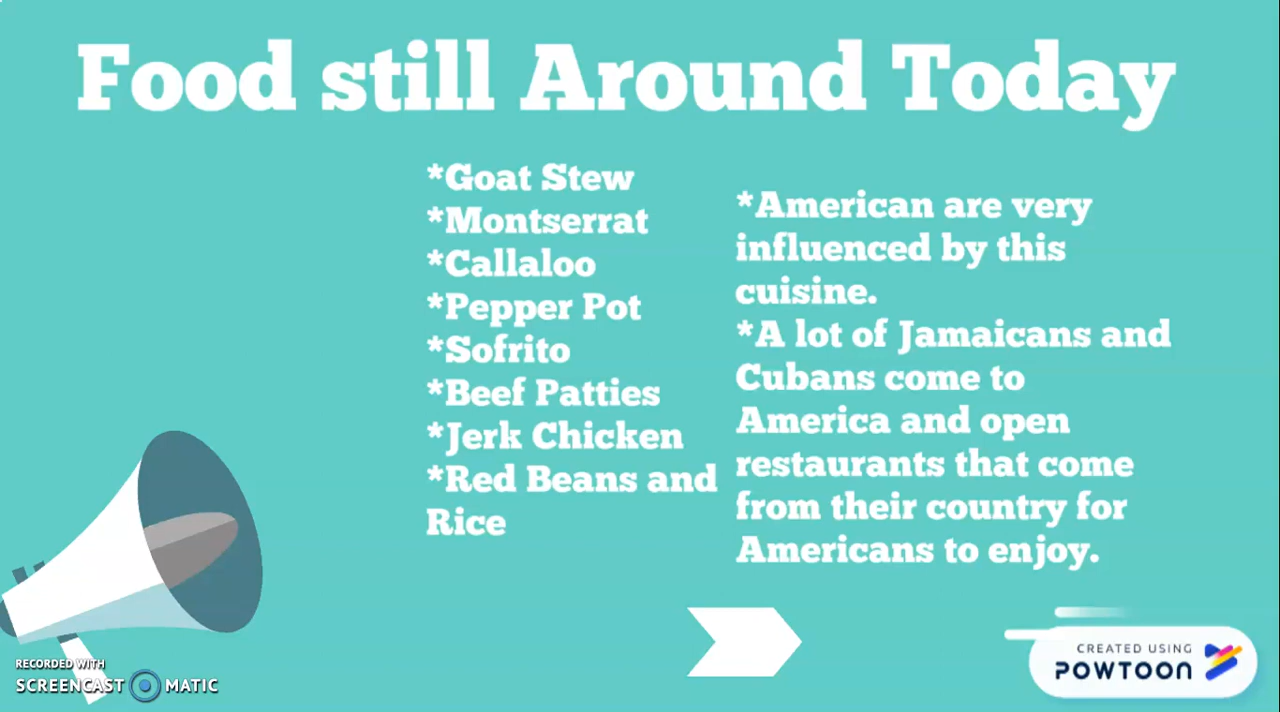 Food still Around Today
*Goat Stew
*Montserrat
*Callaloo
*Pepper Pot
*Sofrito
*Beef Patties
*Jerk Chicken
*Red Beans and
Rice
*American are very
influenced by this
cuisine.
*A lot of Jamaicans and
Cubans come to
America and open
restaurants that come
from their country for
Americans to enjoy.
RECORDED WITH
SCREENCAST MATIC
CREATED USING
POWTOON